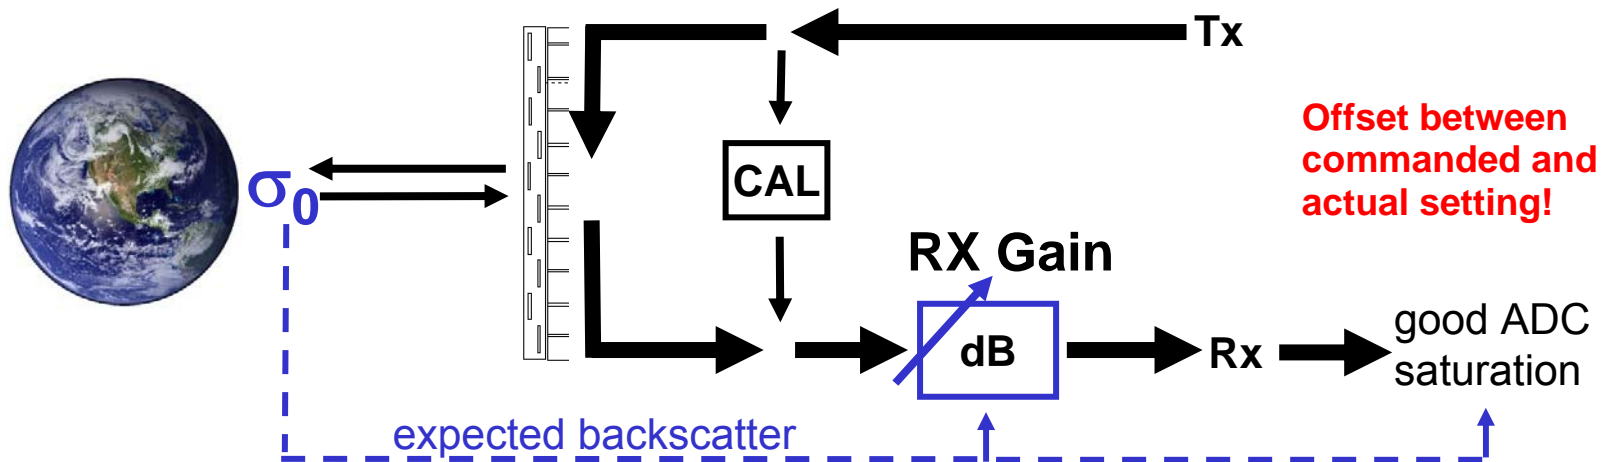 Tx
Offset between
commanded and
actual setting!
CAL
σ0
RX Gain
dB
Rx
good ADC
saturation
expected backscatter